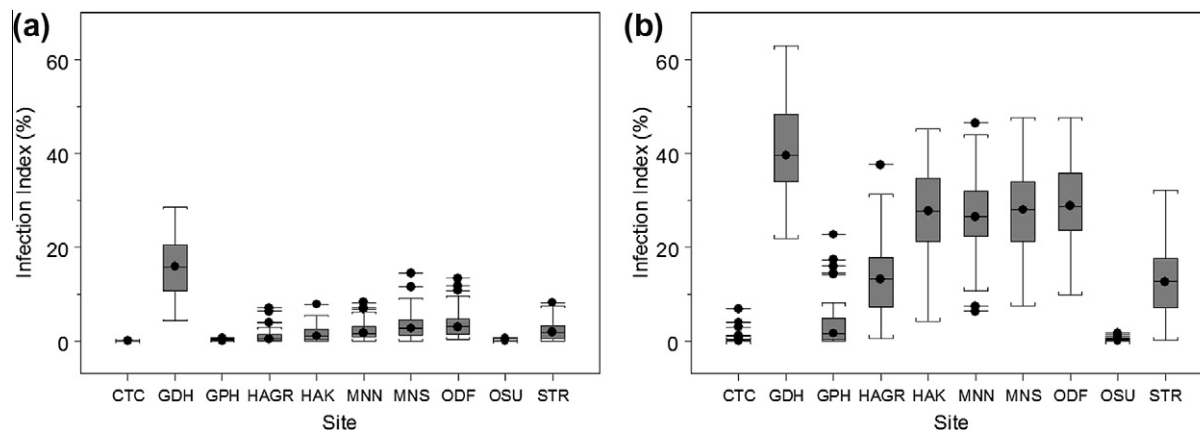 (a)
Infection Index (%)
60
40
20
0
CTC GDH GPH HAGR HAK MNN MNS ODF OSU STR
Site
(b)
Infection Index (%)
60
40
20
0
CTC GDH GPH HAGR HAK MNN MNS ODF OSU STR
Site